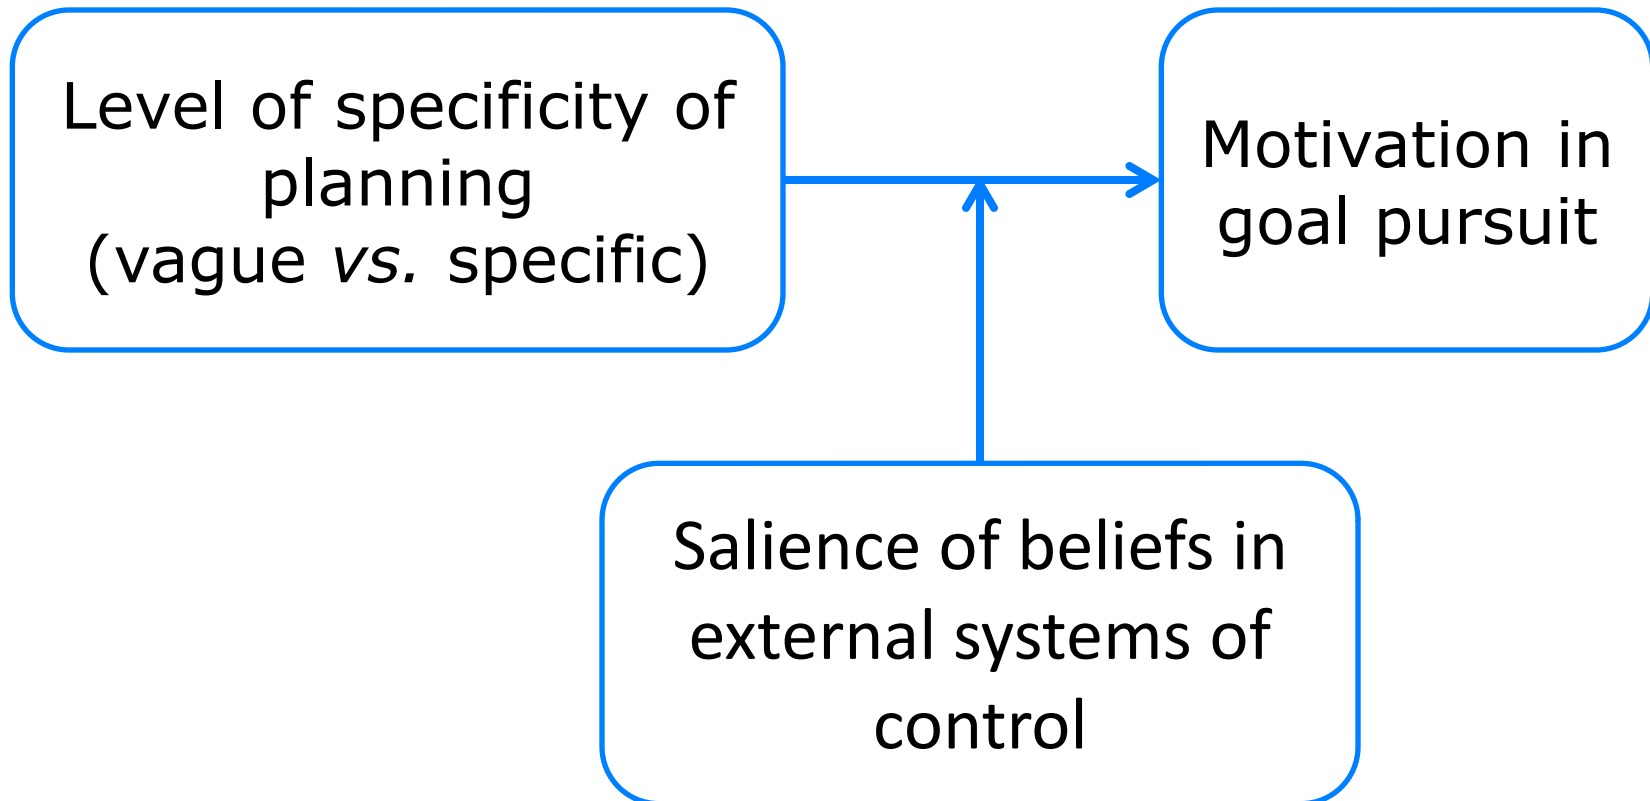 Level of specificity of
planning
(vague vs. specific)
Motivation in
goal pursuit
Salience of beliefs in
external systems of
control